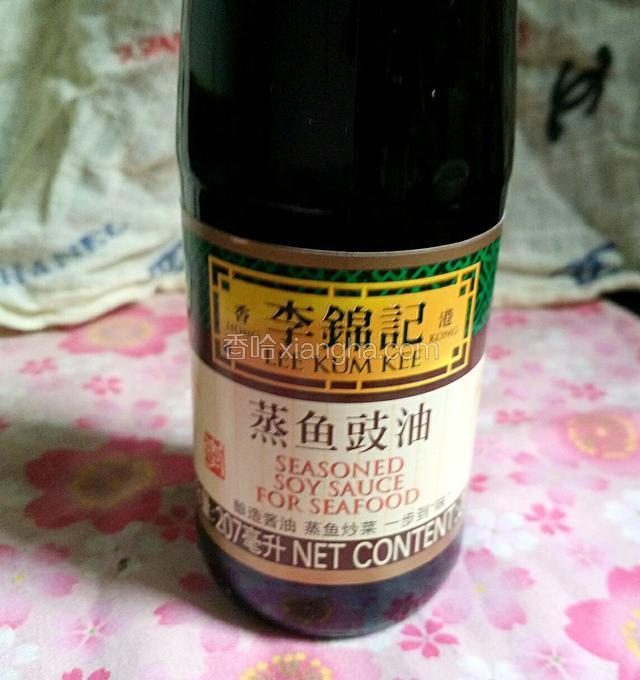 香 李錦記 港
HONG LEE KUM KEE KONG
香哈xiangha.com
蒸鱼豉油
SEASONED
SOY SAUCE
FOR SEAFOOD
酿造酱油 蒸鱼炒菜 一步到“味”
207毫升 NET CONTENT